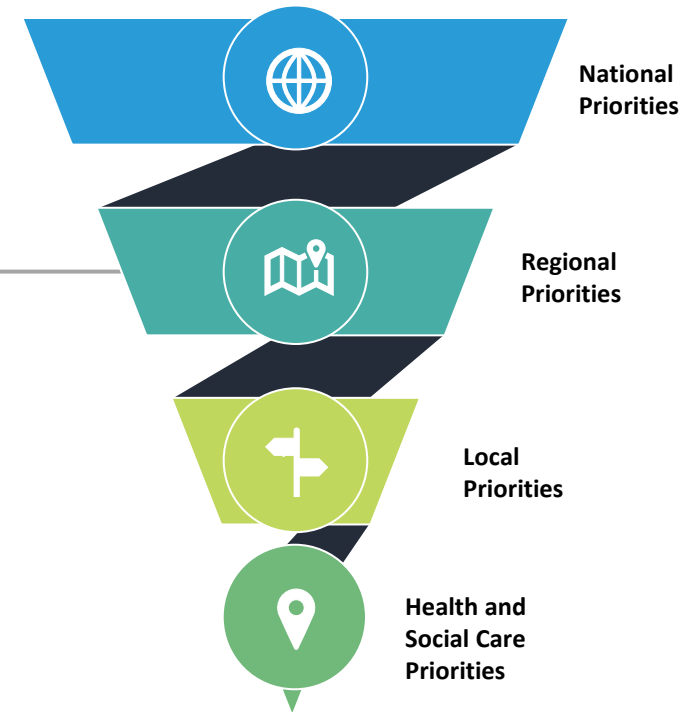 National
Priorities
Regional
Priorities
Local
Priorities
Health and
Social Care
Priorities